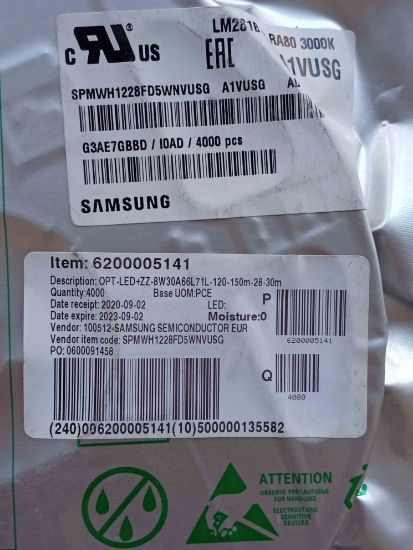 c RU US
EAC
LM281B RA80 3000K
A1VUSG
SPMWH1228FD5WNVUSG A1VUSG
G3AE7GBBD / I0AD / 4000 pcs
SAMSUNG
Item: 6200005141
Description: OPT-LED+ZZ-8W30A66L71L-120-150m-28-30m
Quantity:4000 Base UOM:PCE
Date receipt: 2020-09-02 LED: P
Date expire: 2023-09-02 Moisture:0
Vendor: 100512-SAMSUNG SEMICONDUCTOR EUR
Vendor item code: SPMWH1228FD5WNVUSG
PO: 0600091458
6200005141
Q
4000
(240)006200005141(10)500000135582
ATTENTION
OBSERVE PRECAUTIONS
FOR HANDLING
ELECTROSTATIC
SENSITIVE
DEVICES